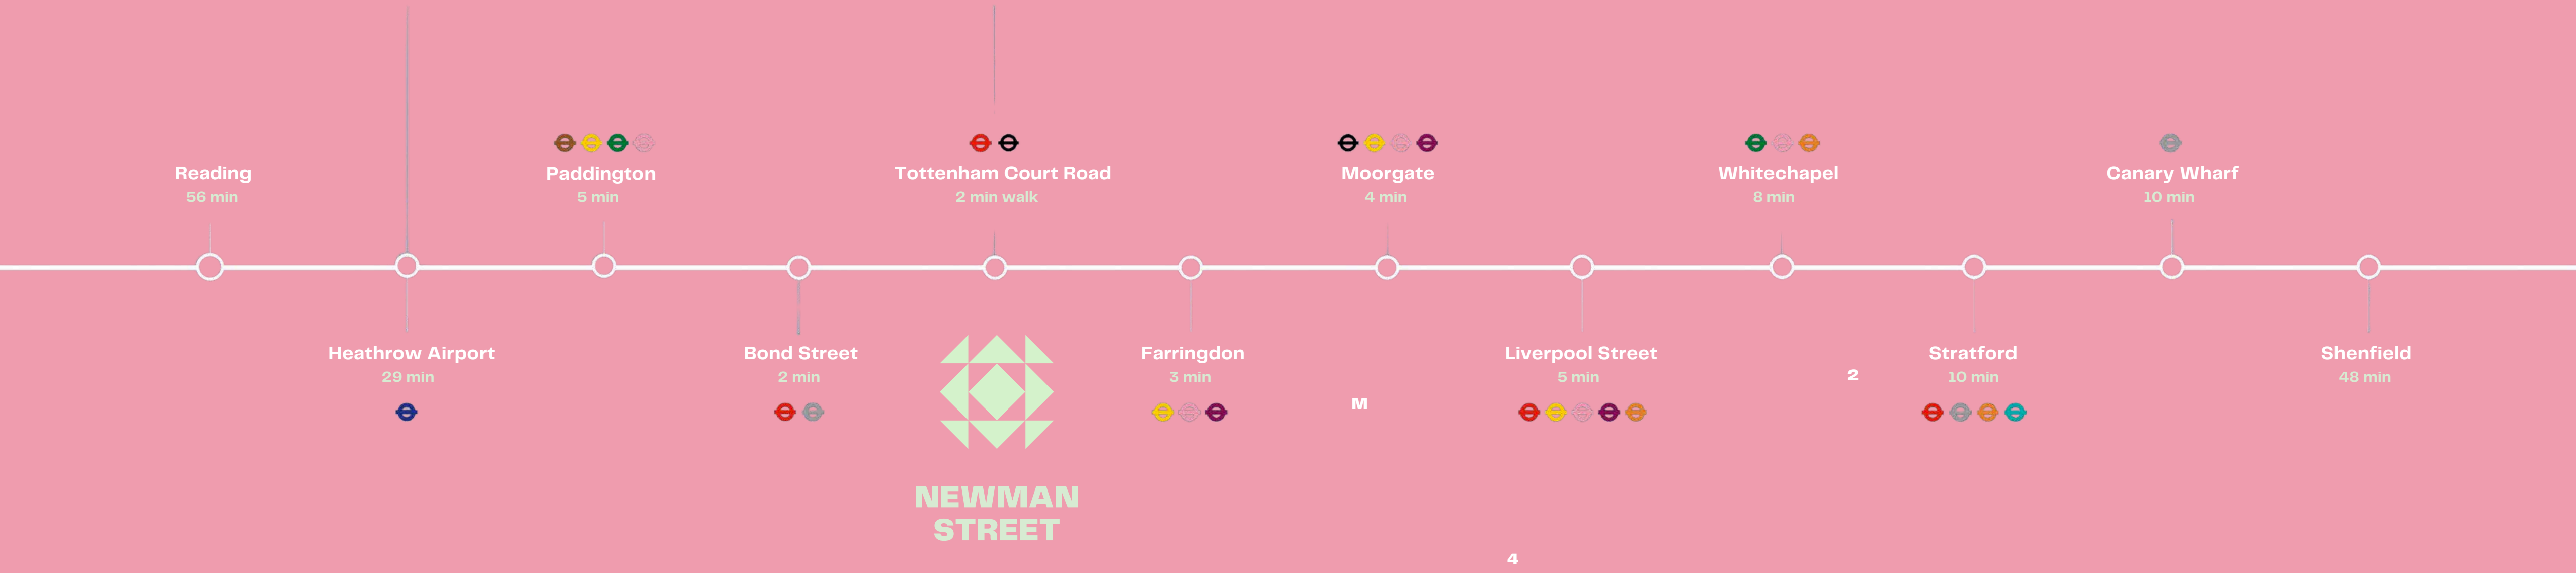 Reading
56 min
Heathrow Airport
29 min
Paddington
5 min
Bond Street
2 min
Tottenham Court Road
2 min walk
NEWMAN
STREET
Farringdon
3 min
Moorgate
4 min
M
Liverpool Street
5 min
4
Whitechapel
8 min
2
Stratford
10 min
Canary Wharf
10 min
Shenfield
48 min